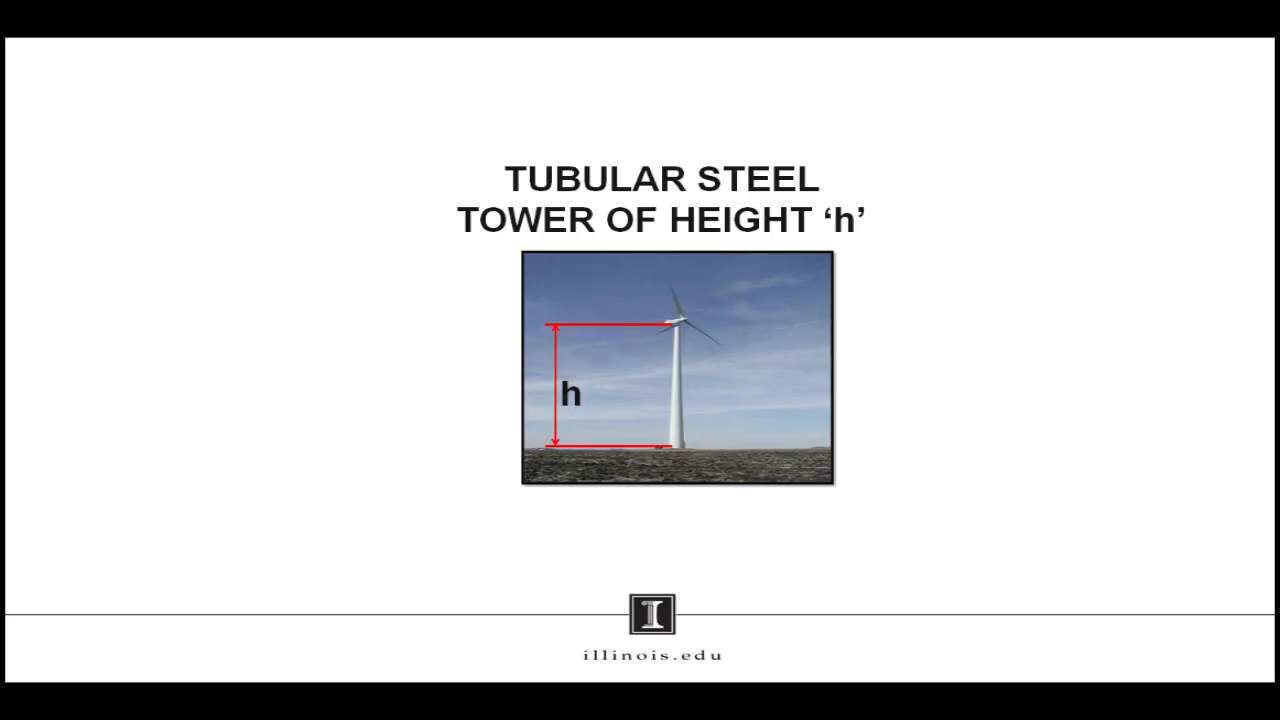 TUBULAR STEEL
TOWER OF HEIGHT ‘h’
h
I
illinois.edu